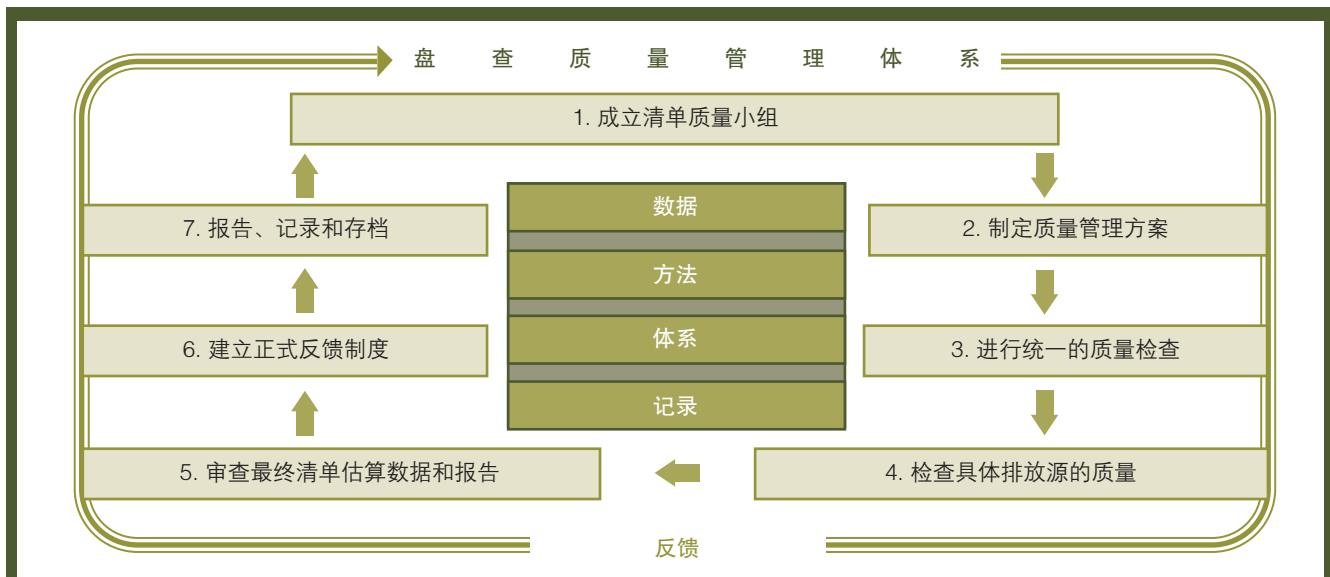 盘查质量管理体系
1. 成立清单质量小组
2. 制定质量管理方案
3. 进行统一的质量检查
4. 检查具体排放源的质量
5. 审查最终清单估算数据和报告
6. 建立正式反馈制度
7. 报告、记录和存档
数据
方法
体系
记录
反馈